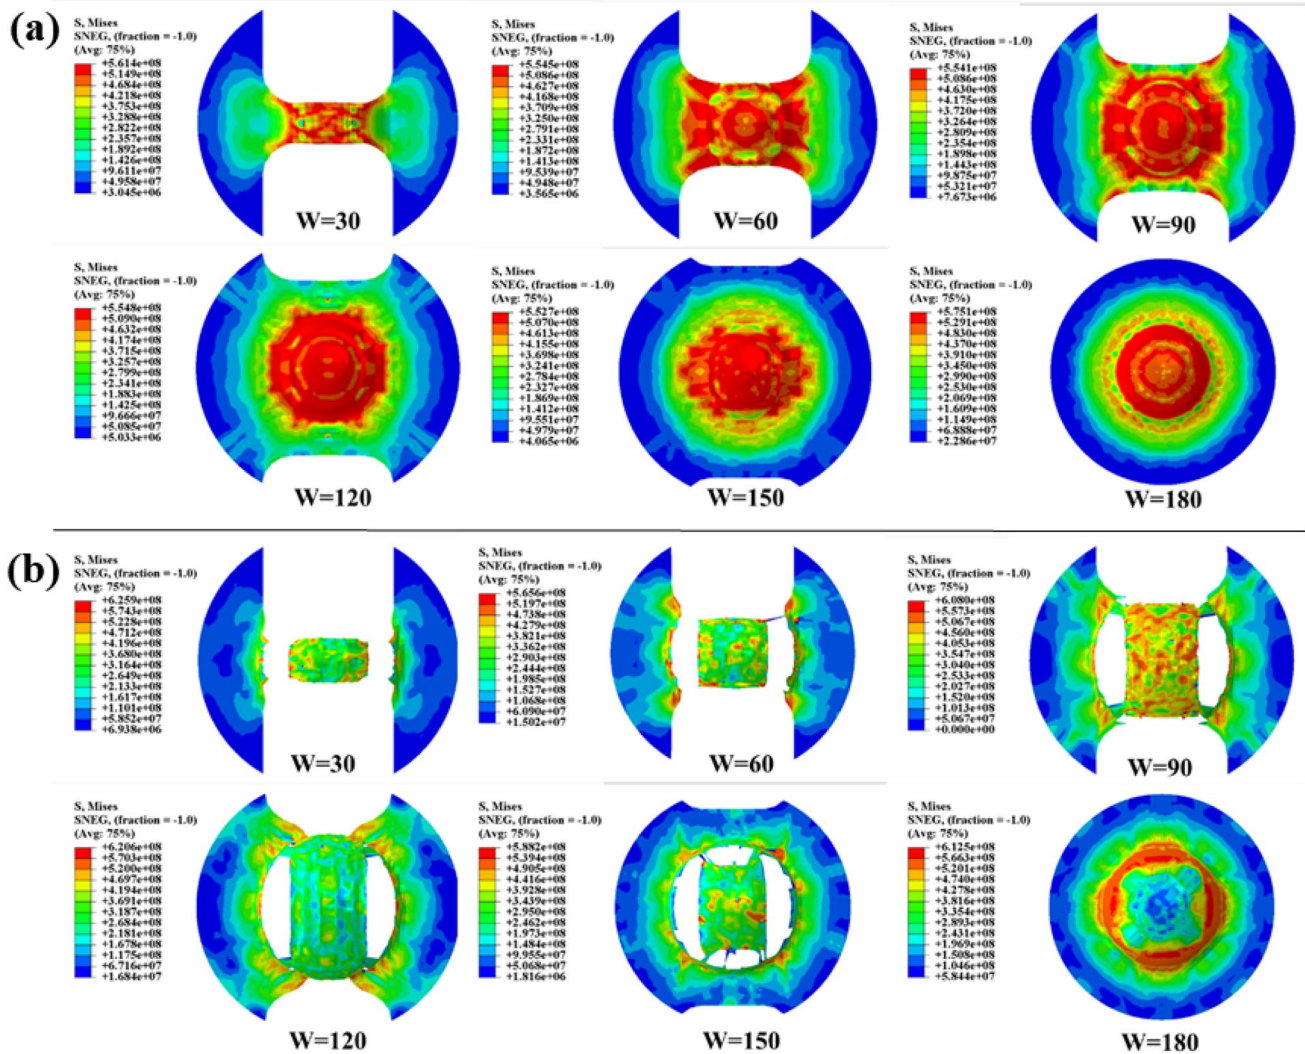 (a)
S, Mises
SNEG, (fraction = -1.0)
(Avg: 75%)
+5.614e+08
+5.149e+08
+4.684e+08
+4.218e+08
+3.753e+08
+3.288e+08
+2.822e+08
+2.357e+08
+1.892e+08
+1.426e+08
+9.611e+07
+4.958e+07
+3.045e+06
W=30
S, Mises
SNEG, (fraction = -1.0)
(Avg: 75%)
+5.545e+08
+5.086e+08
+4.627e+08
+4.168e+08
+3.709e+08
+3.250e+08
+2.791e+08
+2.331e+08
+1.872e+08
+1.413e+08
+9.539e+07
+4.948e+07
+3.565e+06
W=60
S, Mises
SNEG, (fraction = -1.0)
(Avg: 75%)
+5.541e+08
+5.086e+08
+4.630e+08
+4.175e+08
+3.720e+08
+3.264e+08
+2.809e+08
+2.354e+08
+1.898e+08
+1.443e+08
+9.875e+07
+5.321e+07
+7.673e+06
W=90
S, Mises
SNEG, (fraction = -1.0)
(Avg: 75%)
+5.548e+08
+5.090e+08
+4.632e+08
+4.174e+08
+3.715e+08
+3.257e+08
+2.799e+08
+2.341e+08
+1.883e+08
+1.425e+08
+9.666e+07
+5.085e+07
+5.033e+06
W=120
S, Mises
SNEG, (fraction = -1.0)
(Avg: 75%)
+5.527e+08
+5.070e+08
+4.613e+08
+4.155e+08
+3.698e+08
+3.241e+08
+2.784e+08
+2.327e+08
+1.869e+08
+1.412e+08
+9.551e+07
+4.979e+07
+4.065e+06
W=150
S, Mises
SNEG, (fraction = -1.0)
(Avg: 75%)
+5.751e+08
+5.291e+08
+4.830e+08
+4.370e+08
+3.910e+08
+3.450e+08
+2.990e+08
+2.530e+08
+2.069e+08
+1.609e+08
+1.149e+08
+6.888e+07
+2.286e+07
W=180
(b)
S, Mises
SNEG, (fraction = -1.0)
(Avg: 75%)
+6.259e+08
+5.743e+08
+5.228e+08
+4.712e+08
+4.196e+08
+3.680e+08
+3.164e+08
+2.649e+08
+2.133e+08
+1.617e+08
+1.101e+08
+5.852e+07
+6.938e+06
W=30
S, Mises
SNEG, (fraction = -1.0)
(Avg: 75%)
+5.656e+08
+5.197e+08
+4.738e+08
+4.279e+08
+3.821e+08
+3.362e+08
+2.903e+08
+2.444e+08
+1.985e+08
+1.527e+08
+1.068e+08
+6.090e+07
+1.502e+07
W=60
S, Mises
SNEG, (fraction = -1.0)
(Avg: 75%)
+6.080e+08
+5.573e+08
+5.067e+08
+4.560e+08
+4.053e+08
+3.547e+08
+3.040e+08
+2.533e+08
+2.027e+08
+1.520e+08
+1.013e+08
+5.067e+07
+0.000e+00
W=90
S, Mises
SNEG, (fraction = -1.0)
(Avg: 75%)
+6.206e+08
+5.703e+08
+5.200e+08
+4.697e+08
+4.194e+08
+3.691e+08
+3.187e+08
+2.684e+08
+2.181e+08
+1.678e+08
+1.175e+08
+6.716e+07
+1.684e+07
W=120
S, Mises
SNEG, (fraction = -1.0)
(Avg: 75%)
+5.882e+08
+5.394e+08
+4.905e+08
+4.416e+08
+3.928e+08
+3.439e+08
+2.950e+08
+2.462e+08
+1.973e+08
+1.484e+08
+9.955e+07
+5.068e+07
+1.816e+06
W=150
S, Mises
SNEG, (fraction = -1.0)
(Avg: 75%)
+6.125e+08
+5.663e+08
+5.201e+08
+4.740e+08
+4.278e+08
+3.816e+08
+3.354e+08
+2.893e+08
+2.431e+08
+1.969e+08
+1.508e+08
+1.046e+08
+5.844e+07
W=180